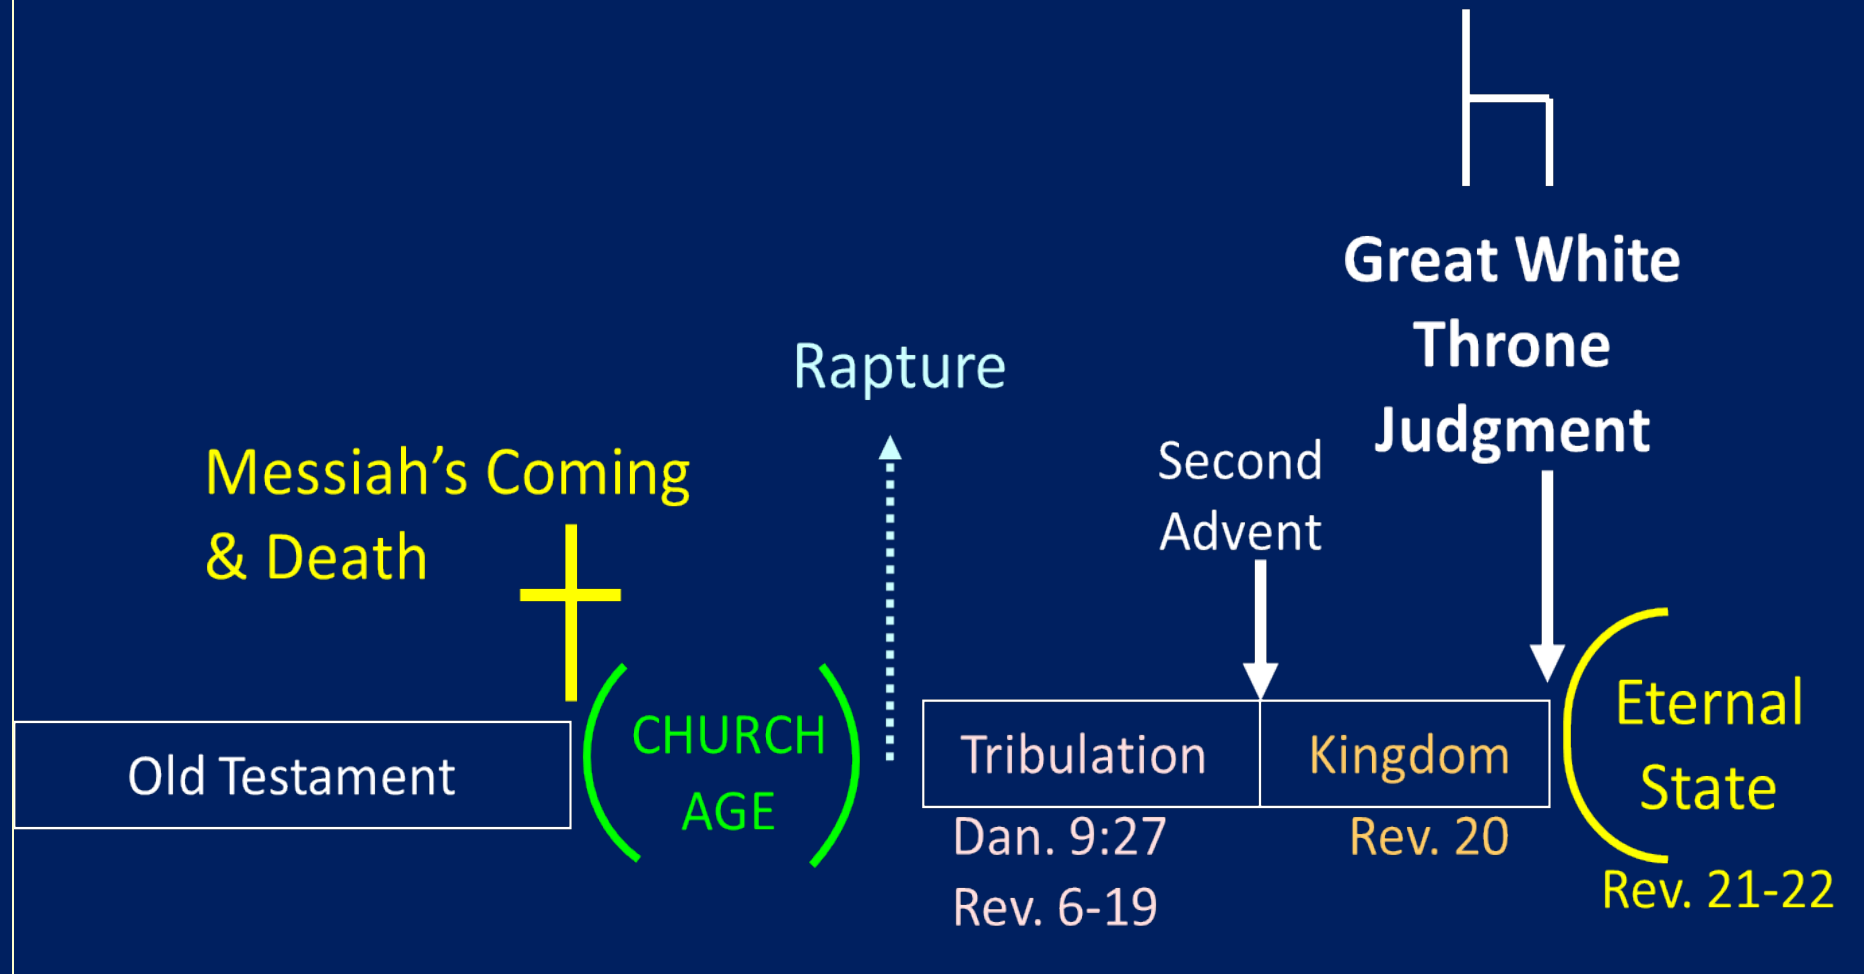 Great White
Throne
Judgment
Rapture
Second
Advent
Messiah’s Coming
& Death
Old Testament
CHURCH
AGE
Tribulation
Kingdom
Eternal
State
Dan. 9:27
Rev. 6-19
Rev. 20
Rev. 21-22